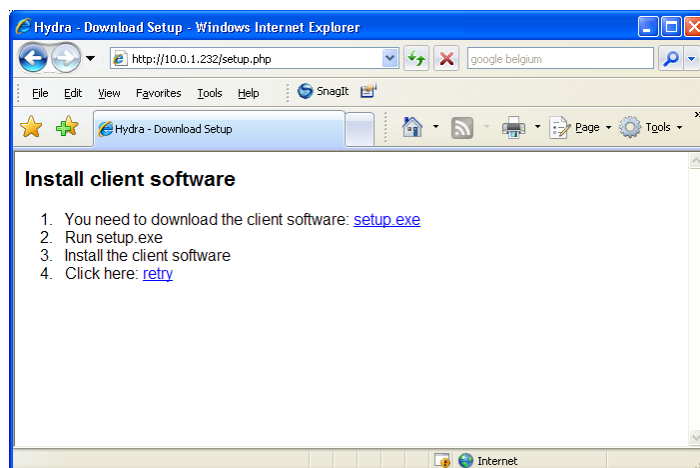 Hydra - Download Setup - Windows Internet Explorer
http://10.0.1.232/setup.php
google belgium
File Edit View Favorites Tools Help SnagIt
Hydra - Download Setup
Page Tools »
Install client software
1. You need to download the client software: setup.exe
2. Run setup.exe
3. Install the client software
4. Click here: retry
Internet